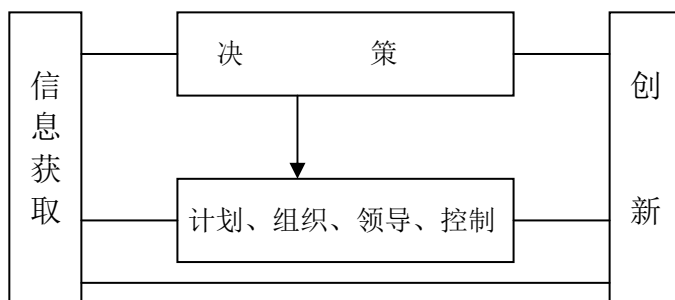 信息获取
决 策
计划、组织、领导、控制
创 新